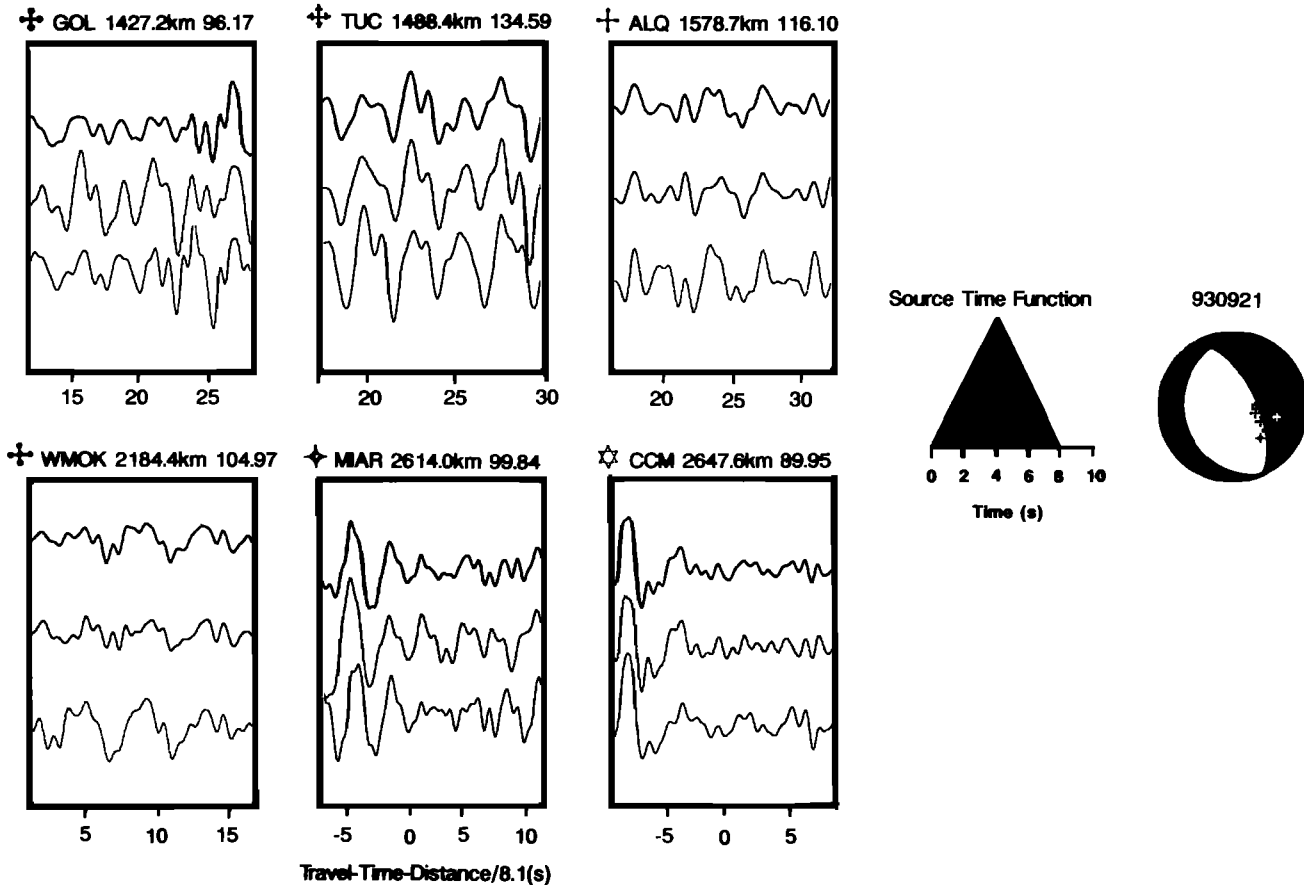 GOL 1427.2km 96.17
TUC 1488.4km 134.59
ALQ 1578.7km 116.10
15 20 25
20 25 30
20 25 30
Source Time Function
0 2 4 6 8 10
Time (s)
930921
WMOK 2184.4km 104.97
MIAR 2614.0km 99.84
CCM 2647.6km 89.95
5 10 15
-5 0 5 10
-5 0 5
Travel-Time-Distance/8.1(s)